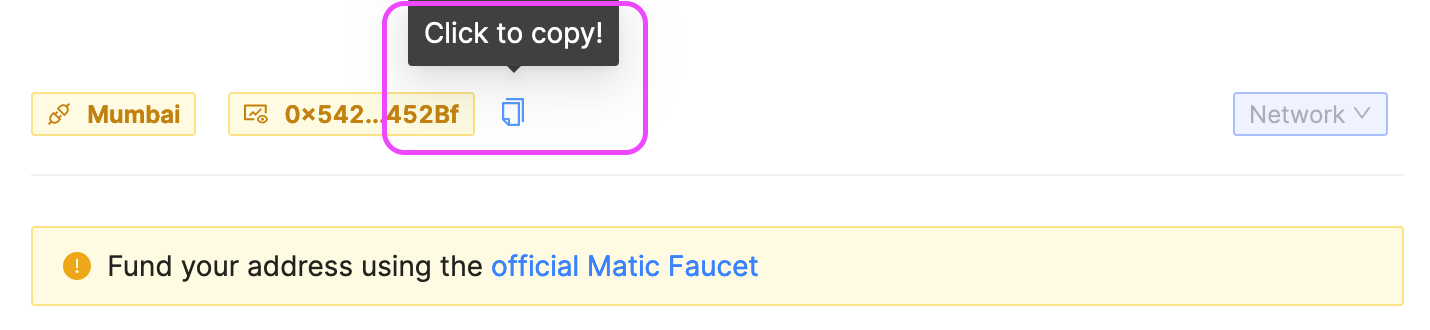 Click to copy!
Mumbai 0x542...452Bf Network
Fund your address using the official Matic Faucet